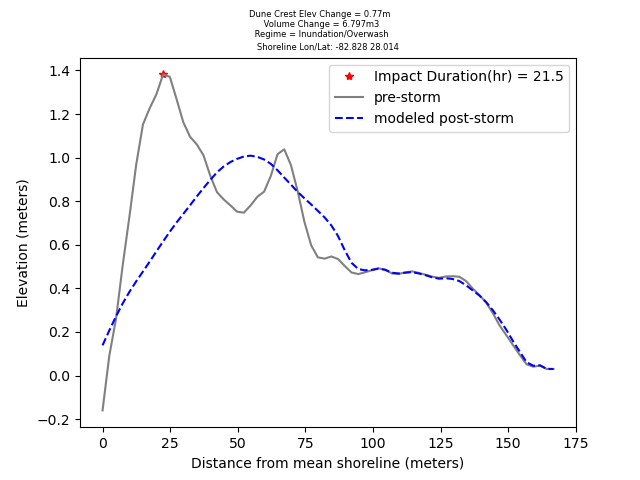 Dune Crest Elev Change = 0.77m
Volume Change = 6.797m3
Regime = Inundation/Overwash
Shoreline Lon/Lat: -82.828 28.014
Impact Duration(hr) = 21.5
pre-storm
modeled post-storm
Elevation (meters)
1.4
1.2
1.0
0.8
0.6
0.4
0.2
0.0
−0.2
0 25 50 75 100 125 150 175
Distance from mean shoreline (meters)